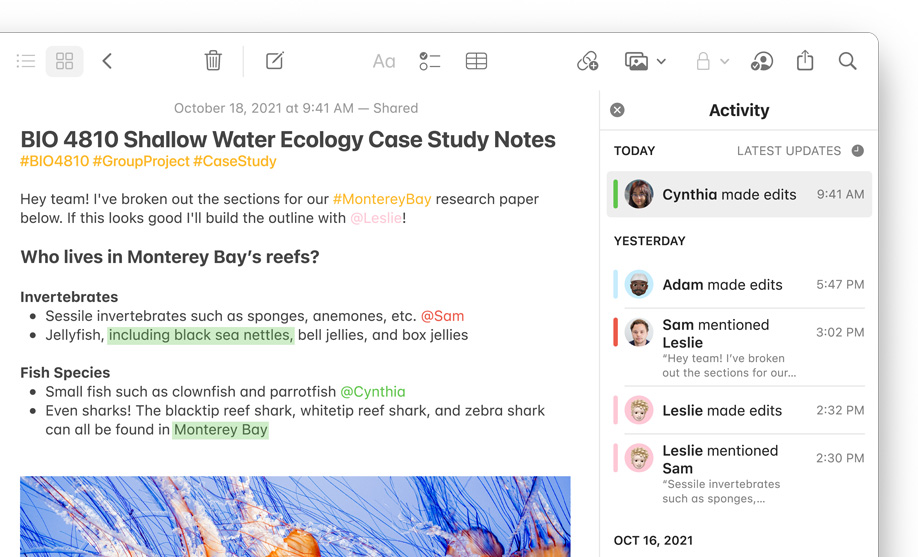 Aa
October 18, 2021 at 9:41 AM — Shared
BIO 4810 Shallow Water Ecology Case Study Notes
#BIO4810 #GroupProject #CaseStudy
Hey team! I've broken out the sections for our #MontereyBay research paper
below. If this looks good I'll build the outline with @Leslie!
Who lives in Monterey Bay’s reefs?
Invertebrates
• Sessile invertebrates such as sponges, anemones, etc. @Sam
• Jellyfish, including black sea nettles, bell jellies, and box jellies
Fish Species
• Small fish such as clownfish and parrotfish @Cynthia
• Even sharks! The blacktip reef shark, whitetip reef shark, and zebra shark
can all be found in Monterey Bay
Activity
TODAY LATEST UPDATES
Cynthia made edits 9:41 AM
YESTERDAY
Adam made edits 5:47 PM
Sam mentioned 3:02 PM
Leslie
“Hey team! I’ve broken
out the sections for our...
Leslie made edits 2:32 PM
Leslie mentioned 2:30 PM
Sam
“Sessile invertebrates
such as sponges,...
OCT 16, 2021